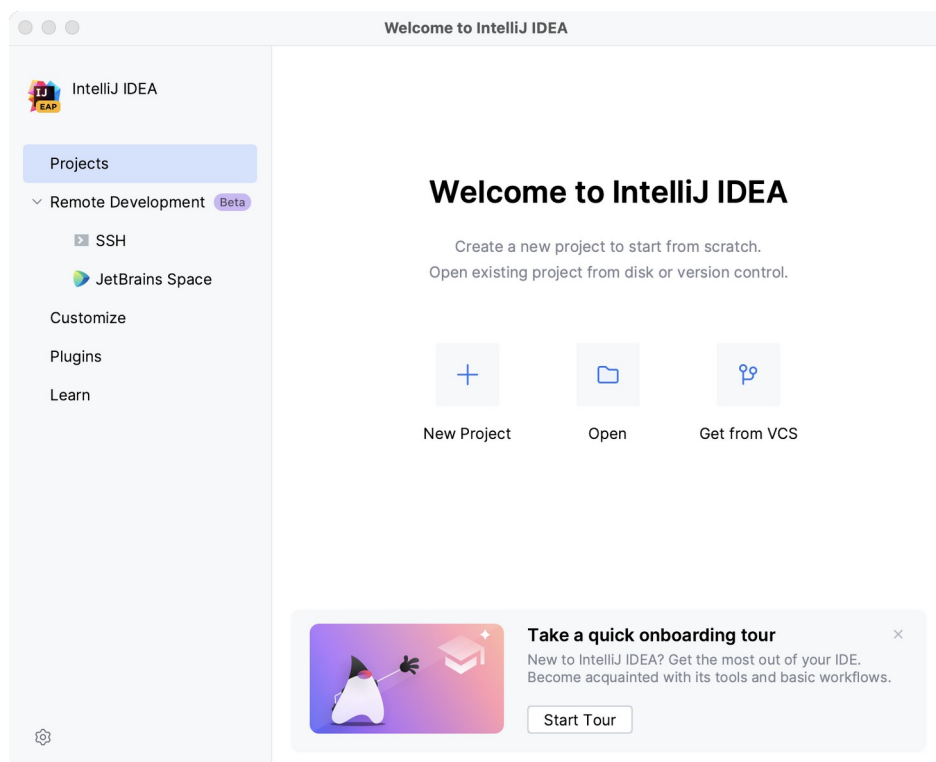 Welcome to IntelliJ IDEA
IJ
EAP
IntelliJ IDEA
Projects
Remote Development Beta
SSH
JetBrains Space
Customize
Plugins
Learn
Welcome to IntelliJ IDEA
Create a new project to start from scratch.
Open existing project from disk or version control.
New Project
Open
Get from VCS
Take a quick onboarding tour
New to IntelliJ IDEA? Get the most out of your IDE.
Become acquainted with its tools and basic workflows.
Start Tour